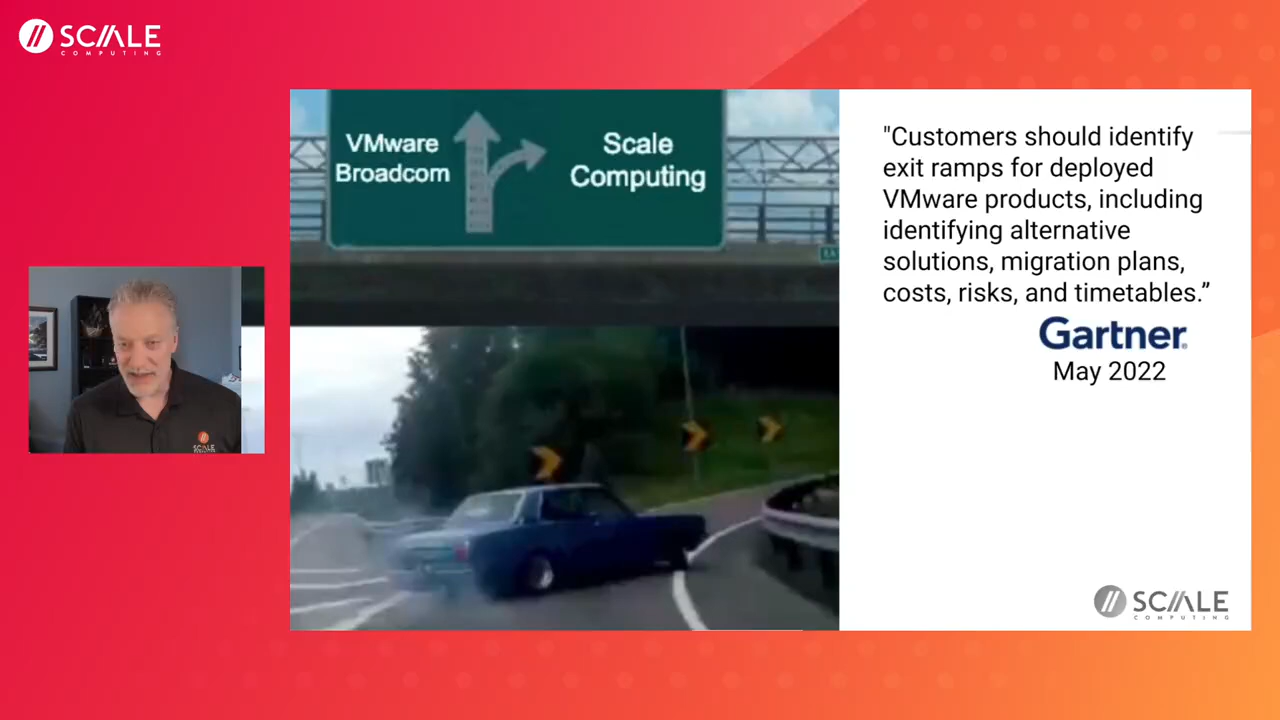 SCALE
COMPUTING
VMware
Broadcom
Scale
Computing
"Customers should identify
exit ramps for deployed
VMware products, including
identifying alternative
solutions, migration plans,
costs, risks, and timetables.”
Gartner
May 2022
SCALE
SCALE
COMPUTING